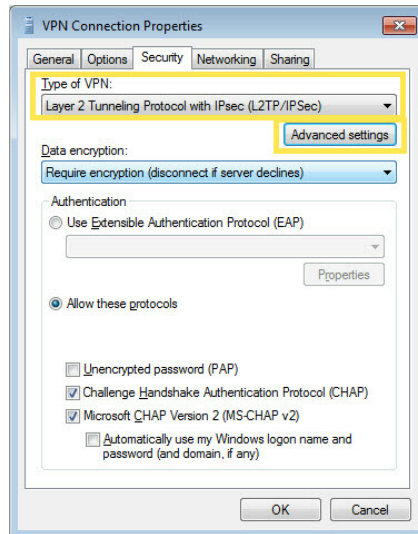 VPN Connection Properties
General Options Security Networking Sharing
Type of VPN:
Layer 2 Tunneling Protocol with IPsec (L2TP/IPSec)
Advanced settings
Data encryption:
Require encryption (disconnect if server declines)
Authentication
Use Extensible Authentication Protocol (EAP)
Properties
Allow these protocols
Unencrypted password (PAP)
Challenge Handshake Authentication Protocol (CHAP)
Microsoft CHAP Version 2 (MS-CHAP v2)
Automatically use my Windows logon name and
password (and domain, if any)
OK Cancel